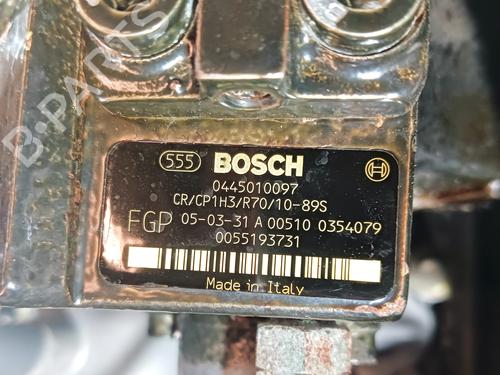 B-PARTS
555 BOSCH
0445010097
CR/CP1H3/R70/10-89S
FGP 05-03-31 A 00510 0354079
0055193731
Made in Italy